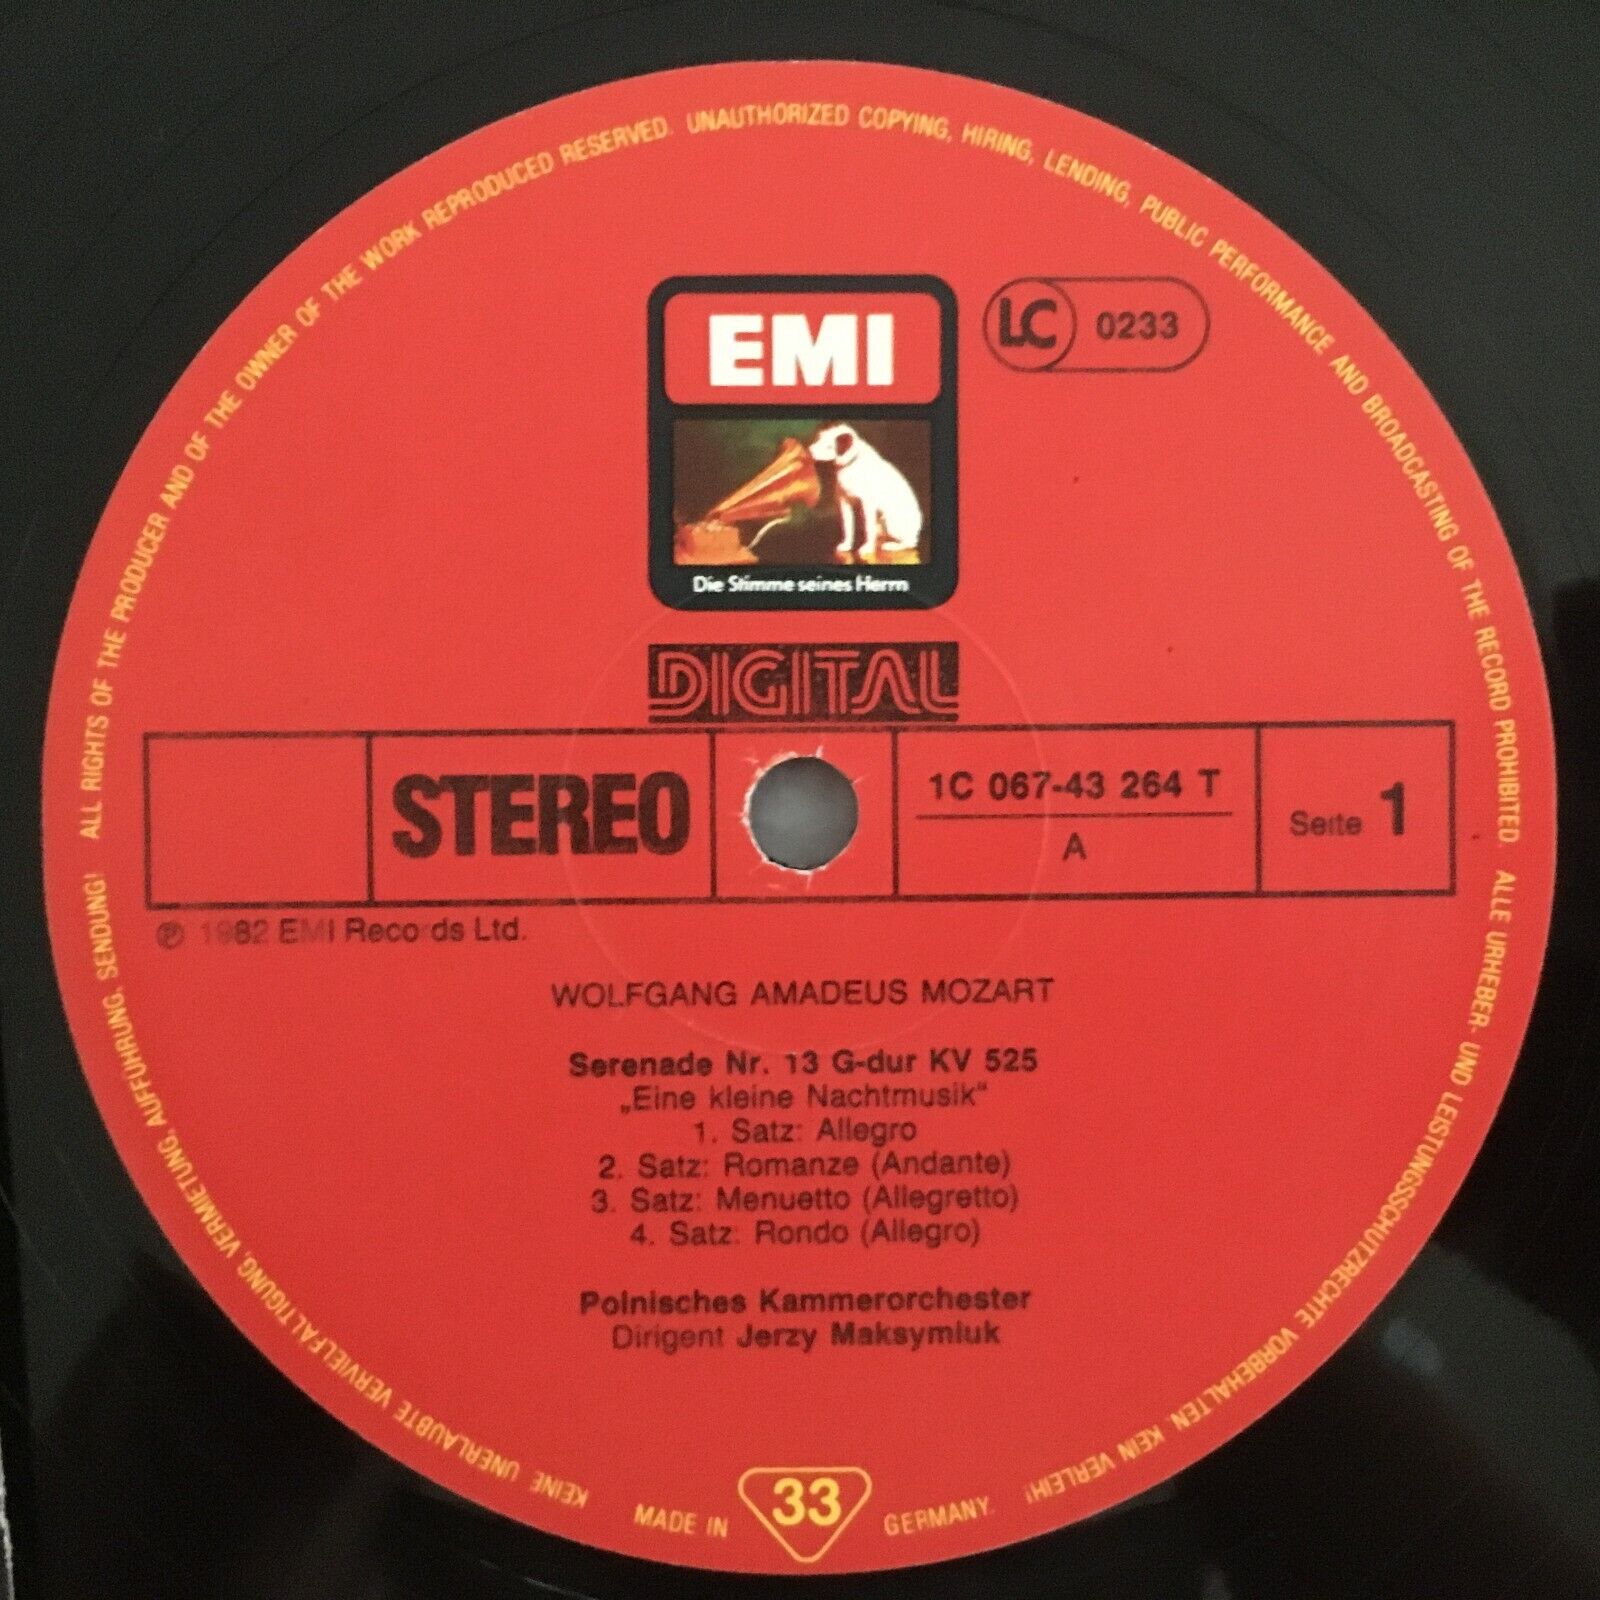 ALL RIGHTS OF THE PRODUCER AND OF THE OWNER OF THE WORK REPRODUCED RESERVED. UNAUTHORIZED COPYING, HIRING, LENDING, PUBLIC PERFORMANCE AND BROADCASTING OF THE RECORD PROHIBITED. ALLE URHEBER- UND LEISTUNGSSCHUTZRECHTE VORBEHALTEN. KEIN VERLEIH! KEINE UNERLAUBTE VERVIELFÄLTIGUNG, VERMIETUNG, AUFFÜHRUNG, SENDUNG!
EMI
LC 0233
Die Stimme seines Herrn
DIGITAL
STEREO
1C 067-43 264 T
A
Seite 1
℗ 1982 EMI Records Ltd.
WOLFGANG AMADEUS MOZART
Serenade Nr. 13 G-dur KV 525
„Eine kleine Nachtmusik“
1. Satz: Allegro
2. Satz: Romanze (Andante)
3. Satz: Menuetto (Allegretto)
4. Satz: Rondo (Allegro)
Polnisches Kammerorchester
Dirigent Jerzy Maksymiuk
MADE IN 33 GERMANY.